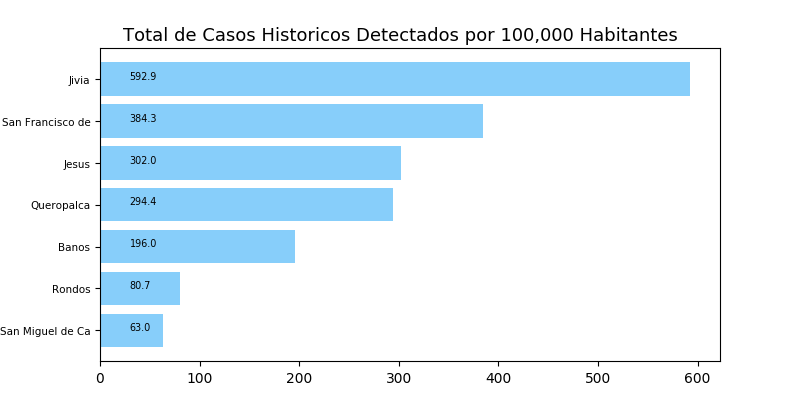 Total de Casos Historicos Detectados por 100,000 Habitantes
Jivia 592.9
San Francisco de 384.3
Jesus 302.0
Queropalca 294.4
Banos 196.0
Rondos 80.7
San Miguel de Ca 63.0
0 100 200 300 400 500 600